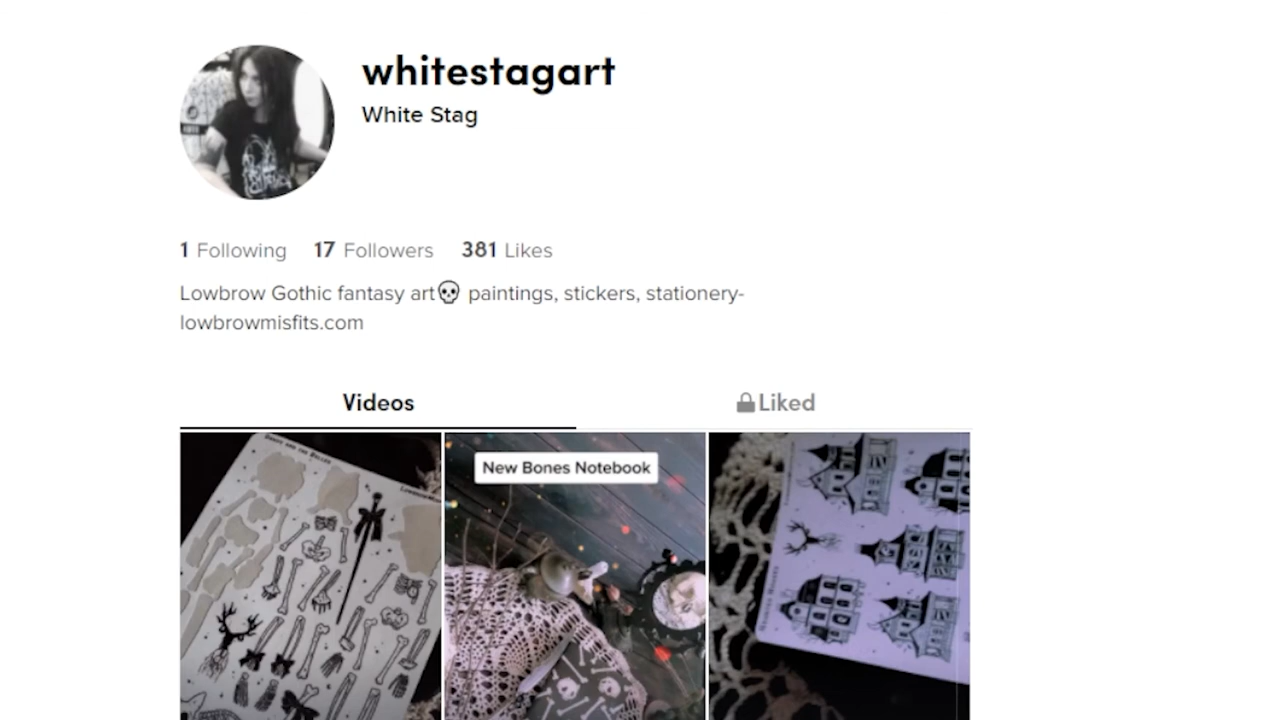 whitestagart
White Stag
1 Following 17 Followers 381 Likes
Lowbrow Gothic fantasy art💀 paintings, stickers, stationery-
lowbrowmisfits.com
Videos
Liked
New Bones Notebook